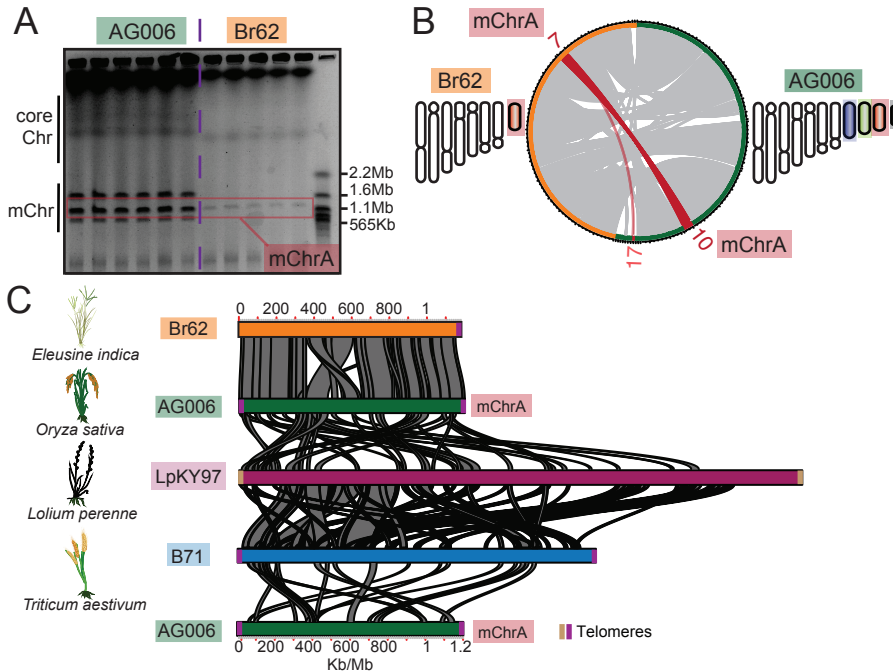 A
AG006
Br62
core
Chr
mChr
2.2Mb
1.6Mb
1.1Mb
565Kb
mChrA
B
mChrA
7
Br62
AG006
10
mChrA
17
C
0 200 400 600 800 1
Br62
Eleusine indica
AG006
mChrA
Oryza sativa
LpKY97
Lolium perenne
B71
Triticum aestivum
AG006
mChrA
Telomeres
0 200 400 600 800 1 1.2
Kb/Mb